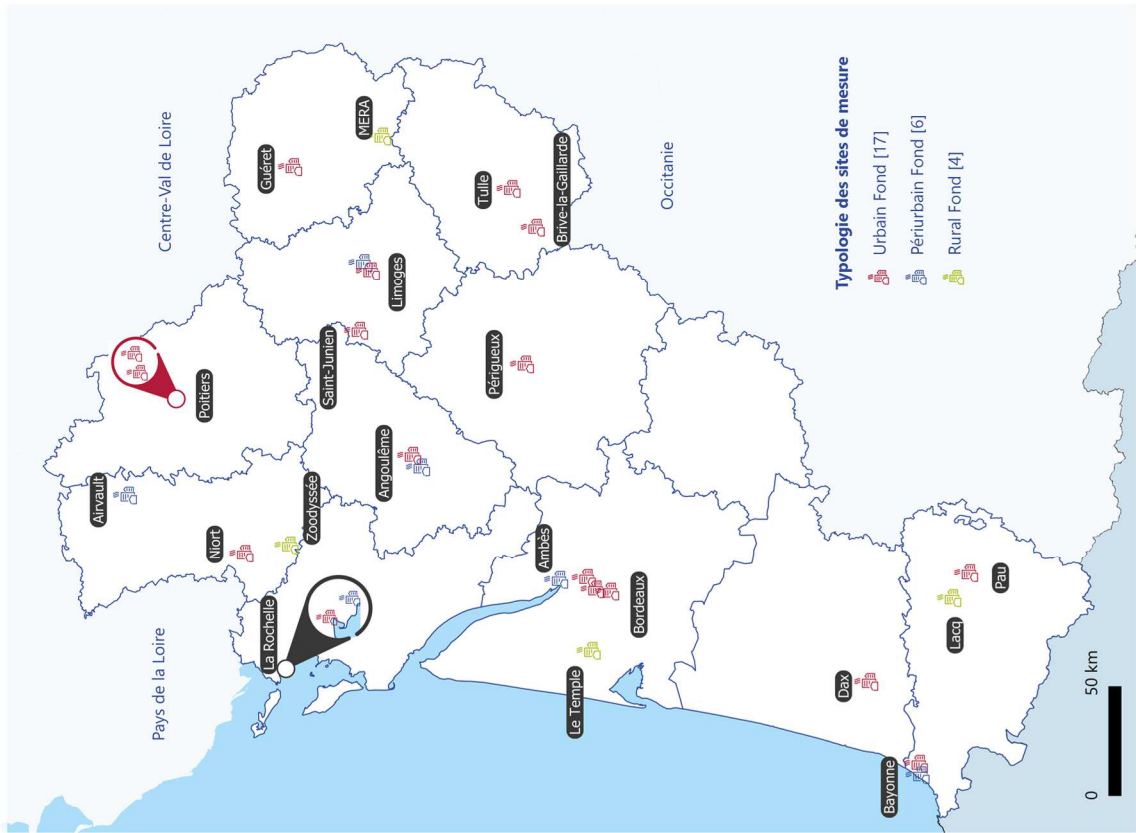 Pays de la Loire
Centre-Val de Loire
Airvault
Poitiers
Guéret
Niort
MERA
La Rochelle
Zoodyssée
Saint-Junien
Limoges
Angoulême
Tulle
Périgueux
Brive-la-Gaillarde
Ambès
Le Temple
Bordeaux
Occitanie
Dax
Bayonne
Lacq
Pau
Typologie des sites de mesure
Urbain Fond [17]
Périurbain Fond [6]
Rural Fond [4]
0
50 km